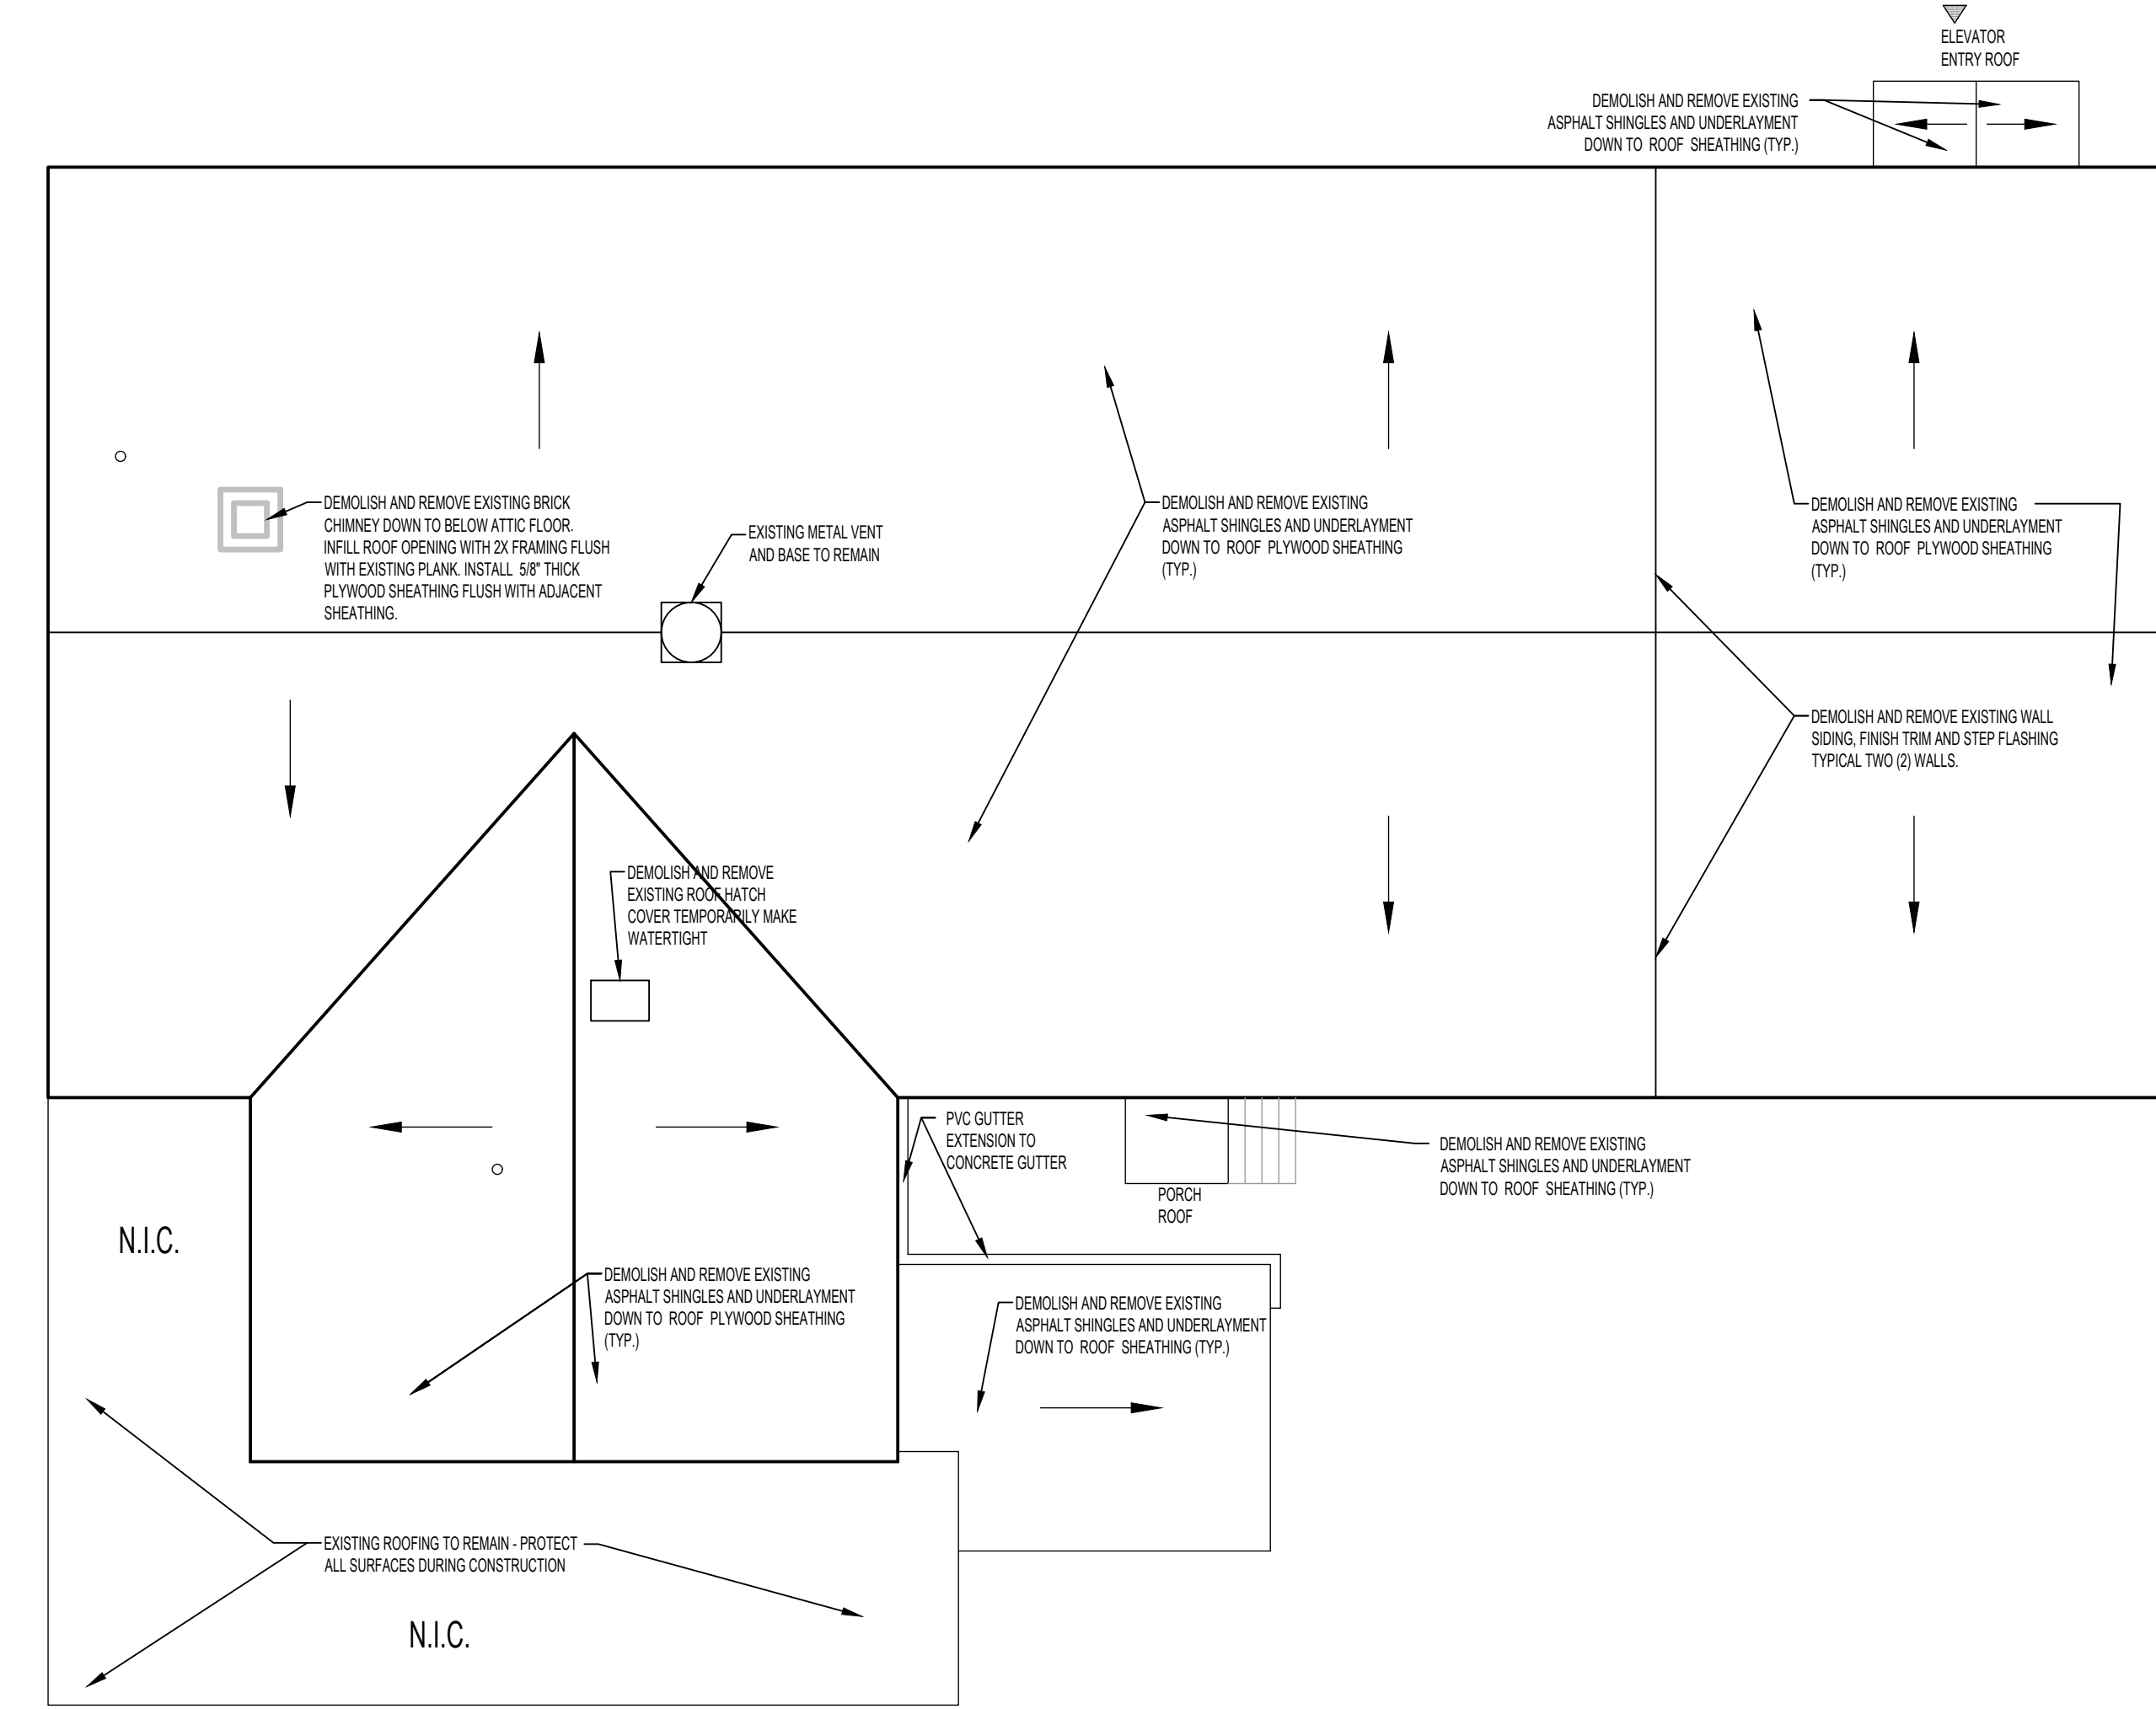 ELEVATOR
ENTRY ROOF
DEMOLISH AND REMOVE EXISTING
ASPHALT SHINGLES AND UNDERLAYMENT
DOWN TO ROOF SHEATHING (TYP.)
DEMOLISH AND REMOVE EXISTING BRICK
CHIMNEY DOWN TO BELOW ATTIC FLOOR.
INFILL ROOF OPENING WITH 2X FRAMING FLUSH
WITH EXISTING PLANK. INSTALL 5/8" THICK
PLYWOOD SHEATHING FLUSH WITH ADJACENT
SHEATHING.
EXISTING METAL VENT
AND BASE TO REMAIN
DEMOLISH AND REMOVE EXISTING
ASPHALT SHINGLES AND UNDERLAYMENT
DOWN TO ROOF PLYWOOD SHEATHING
(TYP.)
DEMOLISH AND REMOVE EXISTING
ASPHALT SHINGLES AND UNDERLAYMENT
DOWN TO ROOF PLYWOOD SHEATHING
(TYP.)
DEMOLISH AND REMOVE EXISTING WALL
SIDING, FINISH TRIM AND STEP FLASHING
TYPICAL TWO (2) WALLS.
DEMOLISH AND REMOVE
EXISTING ROOF HATCH
COVER TEMPORARILY MAKE
WATERTIGHT
PVC GUTTER
EXTENSION TO
CONCRETE GUTTER
PORCH
ROOF
DEMOLISH AND REMOVE EXISTING
ASPHALT SHINGLES AND UNDERLAYMENT
DOWN TO ROOF SHEATHING (TYP.)
N.I.C.
DEMOLISH AND REMOVE EXISTING
ASPHALT SHINGLES AND UNDERLAYMENT
DOWN TO ROOF PLYWOOD SHEATHING
(TYP.)
DEMOLISH AND REMOVE EXISTING
ASPHALT SHINGLES AND UNDERLAYMENT
DOWN TO ROOF SHEATHING (TYP.)
EXISTING ROOFING TO REMAIN - PROTECT
ALL SURFACES DURING CONSTRUCTION
N.I.C.